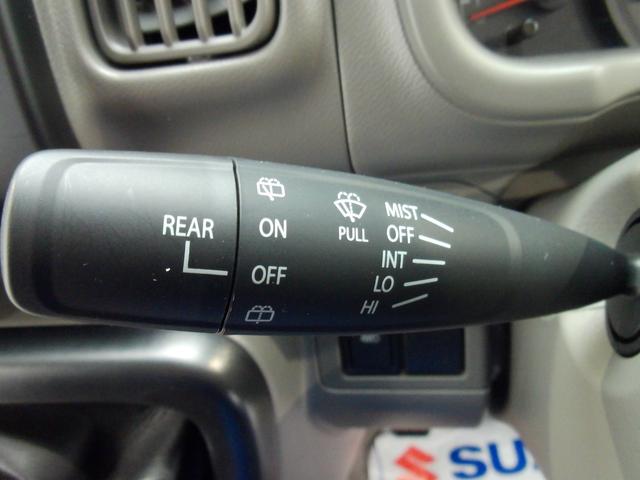 REAR
ON
OFF
PULL
MIST
OFF
INT
LO
HI
SU